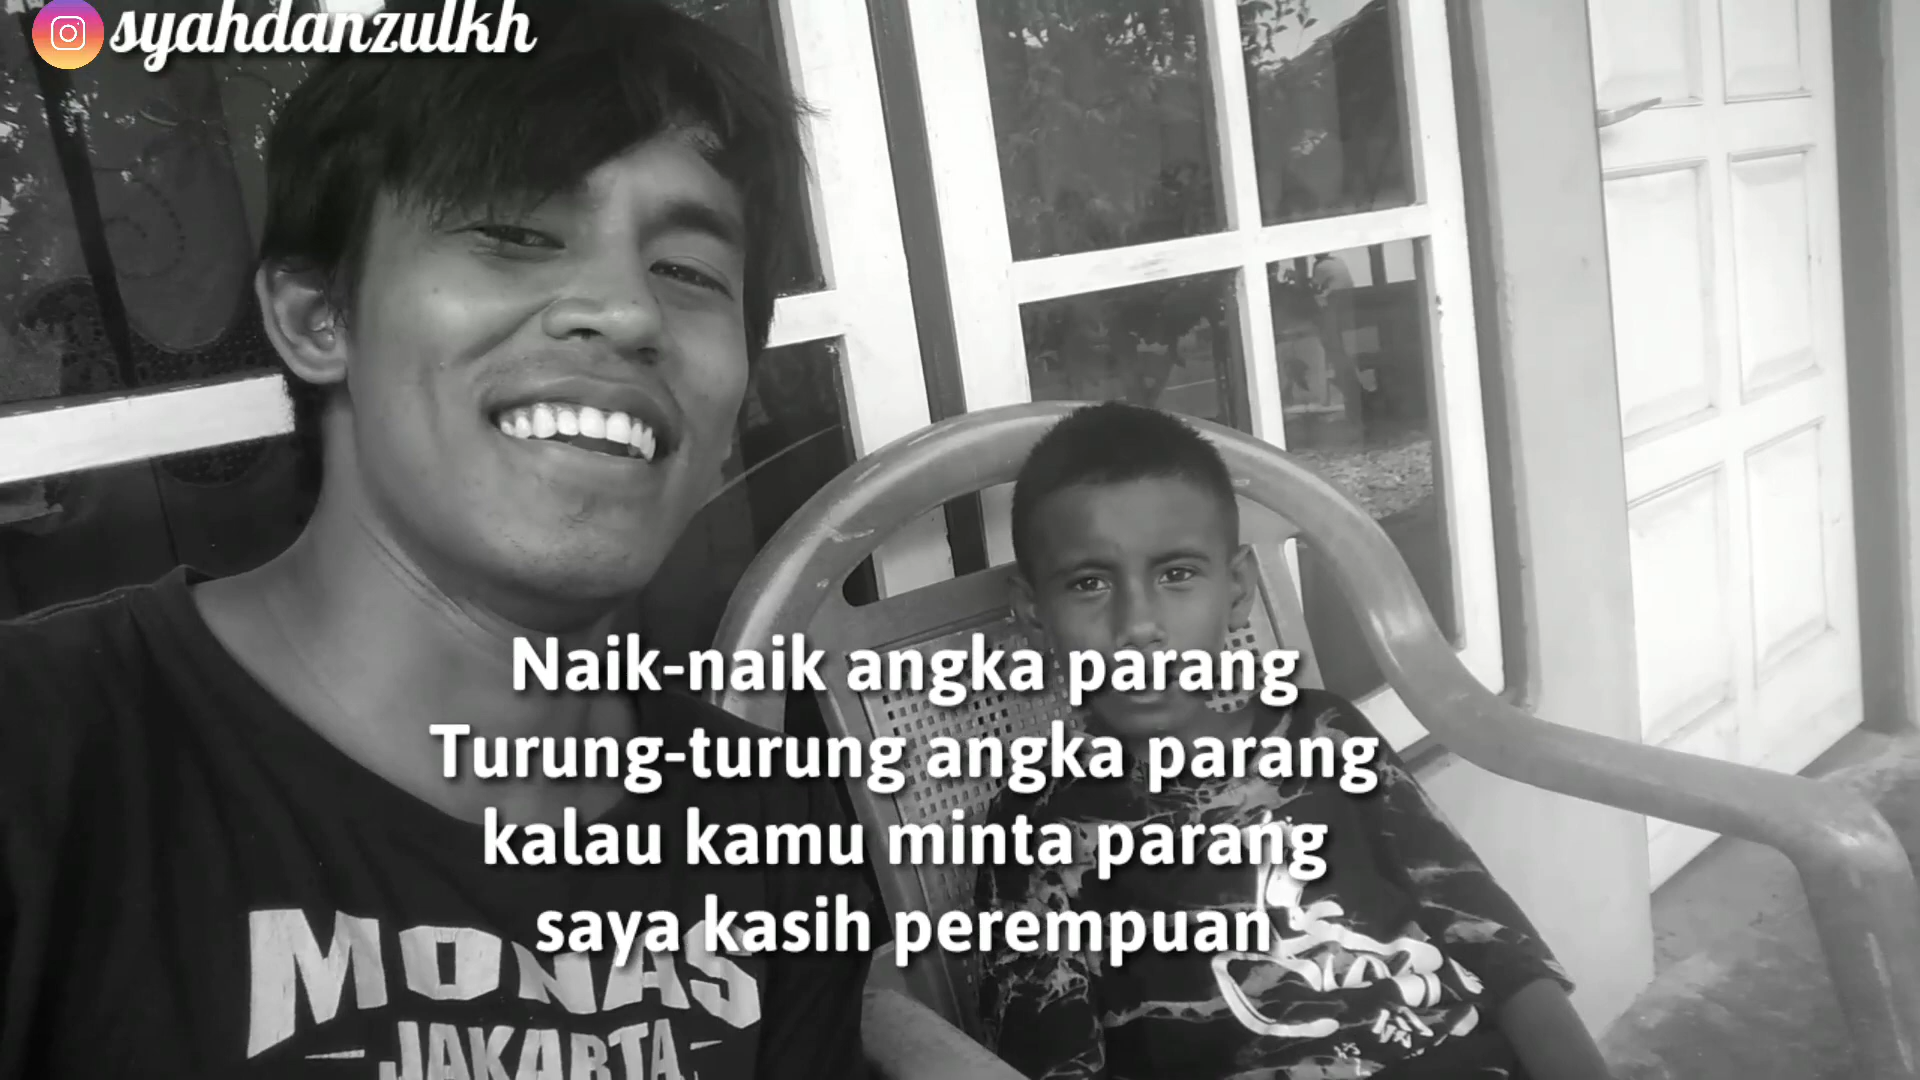 syahdanzulkh
Naik-naik angka parang
Turung-turung angka parang
kalau kamu minta parang
saya kasih perempuan
MONAS
JAKARTA